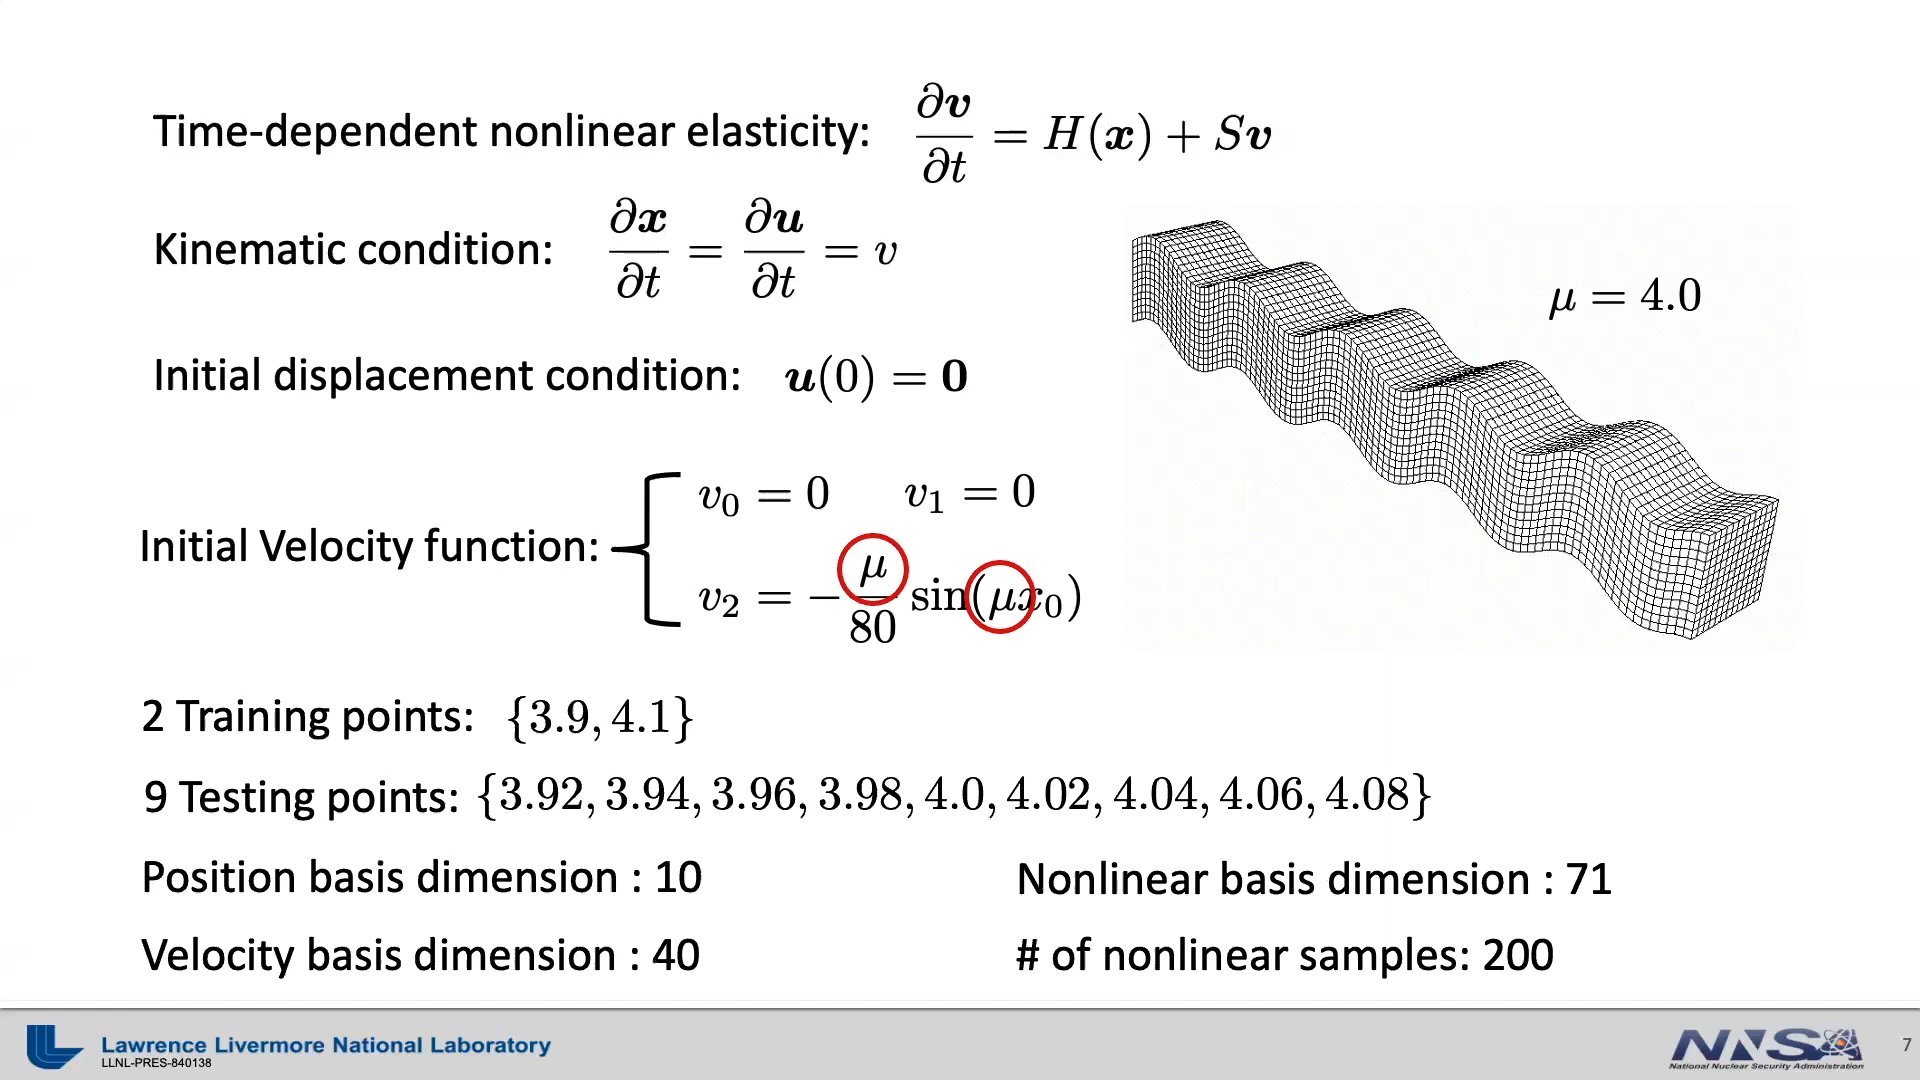 Time-dependent nonlinear elasticity: ∂𝒗/∂t = H(𝒙) + S𝒗
Kinematic condition: ∂𝒙/∂t = ∂𝒖/∂t = v
μ = 4.0
Initial displacement condition: 𝒖(0) = 𝟎
Initial Velocity function:
v₀ = 0 v₁ = 0
v₂ = −μ/80 sin(μx₀)
2 Training points: {3.9, 4.1}
9 Testing points: {3.92, 3.94, 3.96, 3.98, 4.0, 4.02, 4.04, 4.06, 4.08}
Position basis dimension : 10
Nonlinear basis dimension : 71
Velocity basis dimension : 40
# of nonlinear samples: 200
Lawrence Livermore National Laboratory
LLNL-PRES-840138
NNSA
National Nuclear Security Administration
7